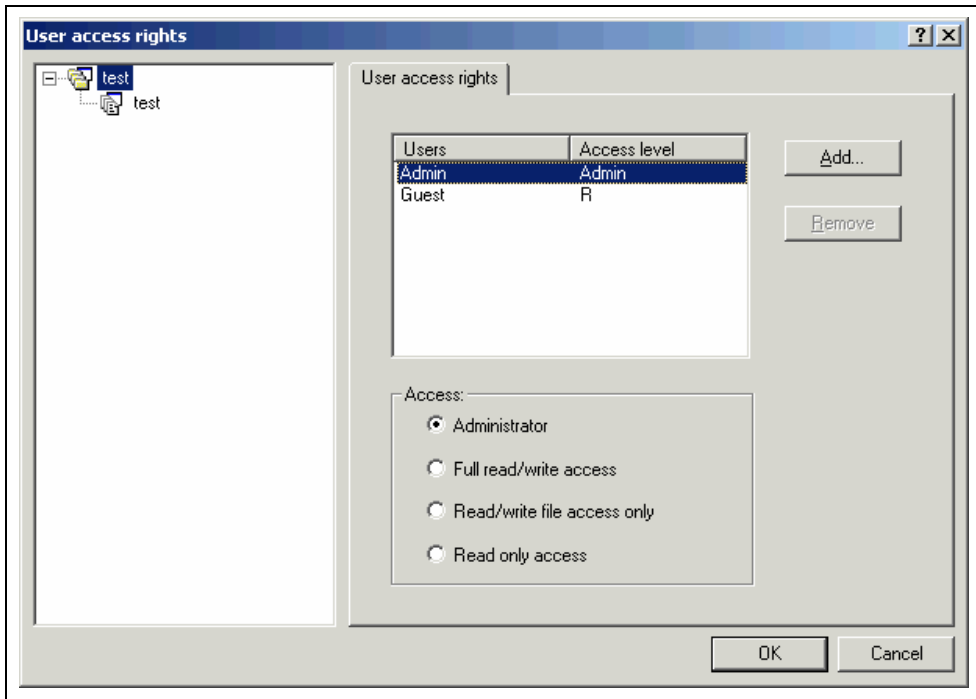 User access rights
test
test
User access rights
Users Access level
Admin Admin
Guest R
Add...
Remove
Access:
Administrator
Full read/write access
Read/write file access only
Read only access
OK Cancel